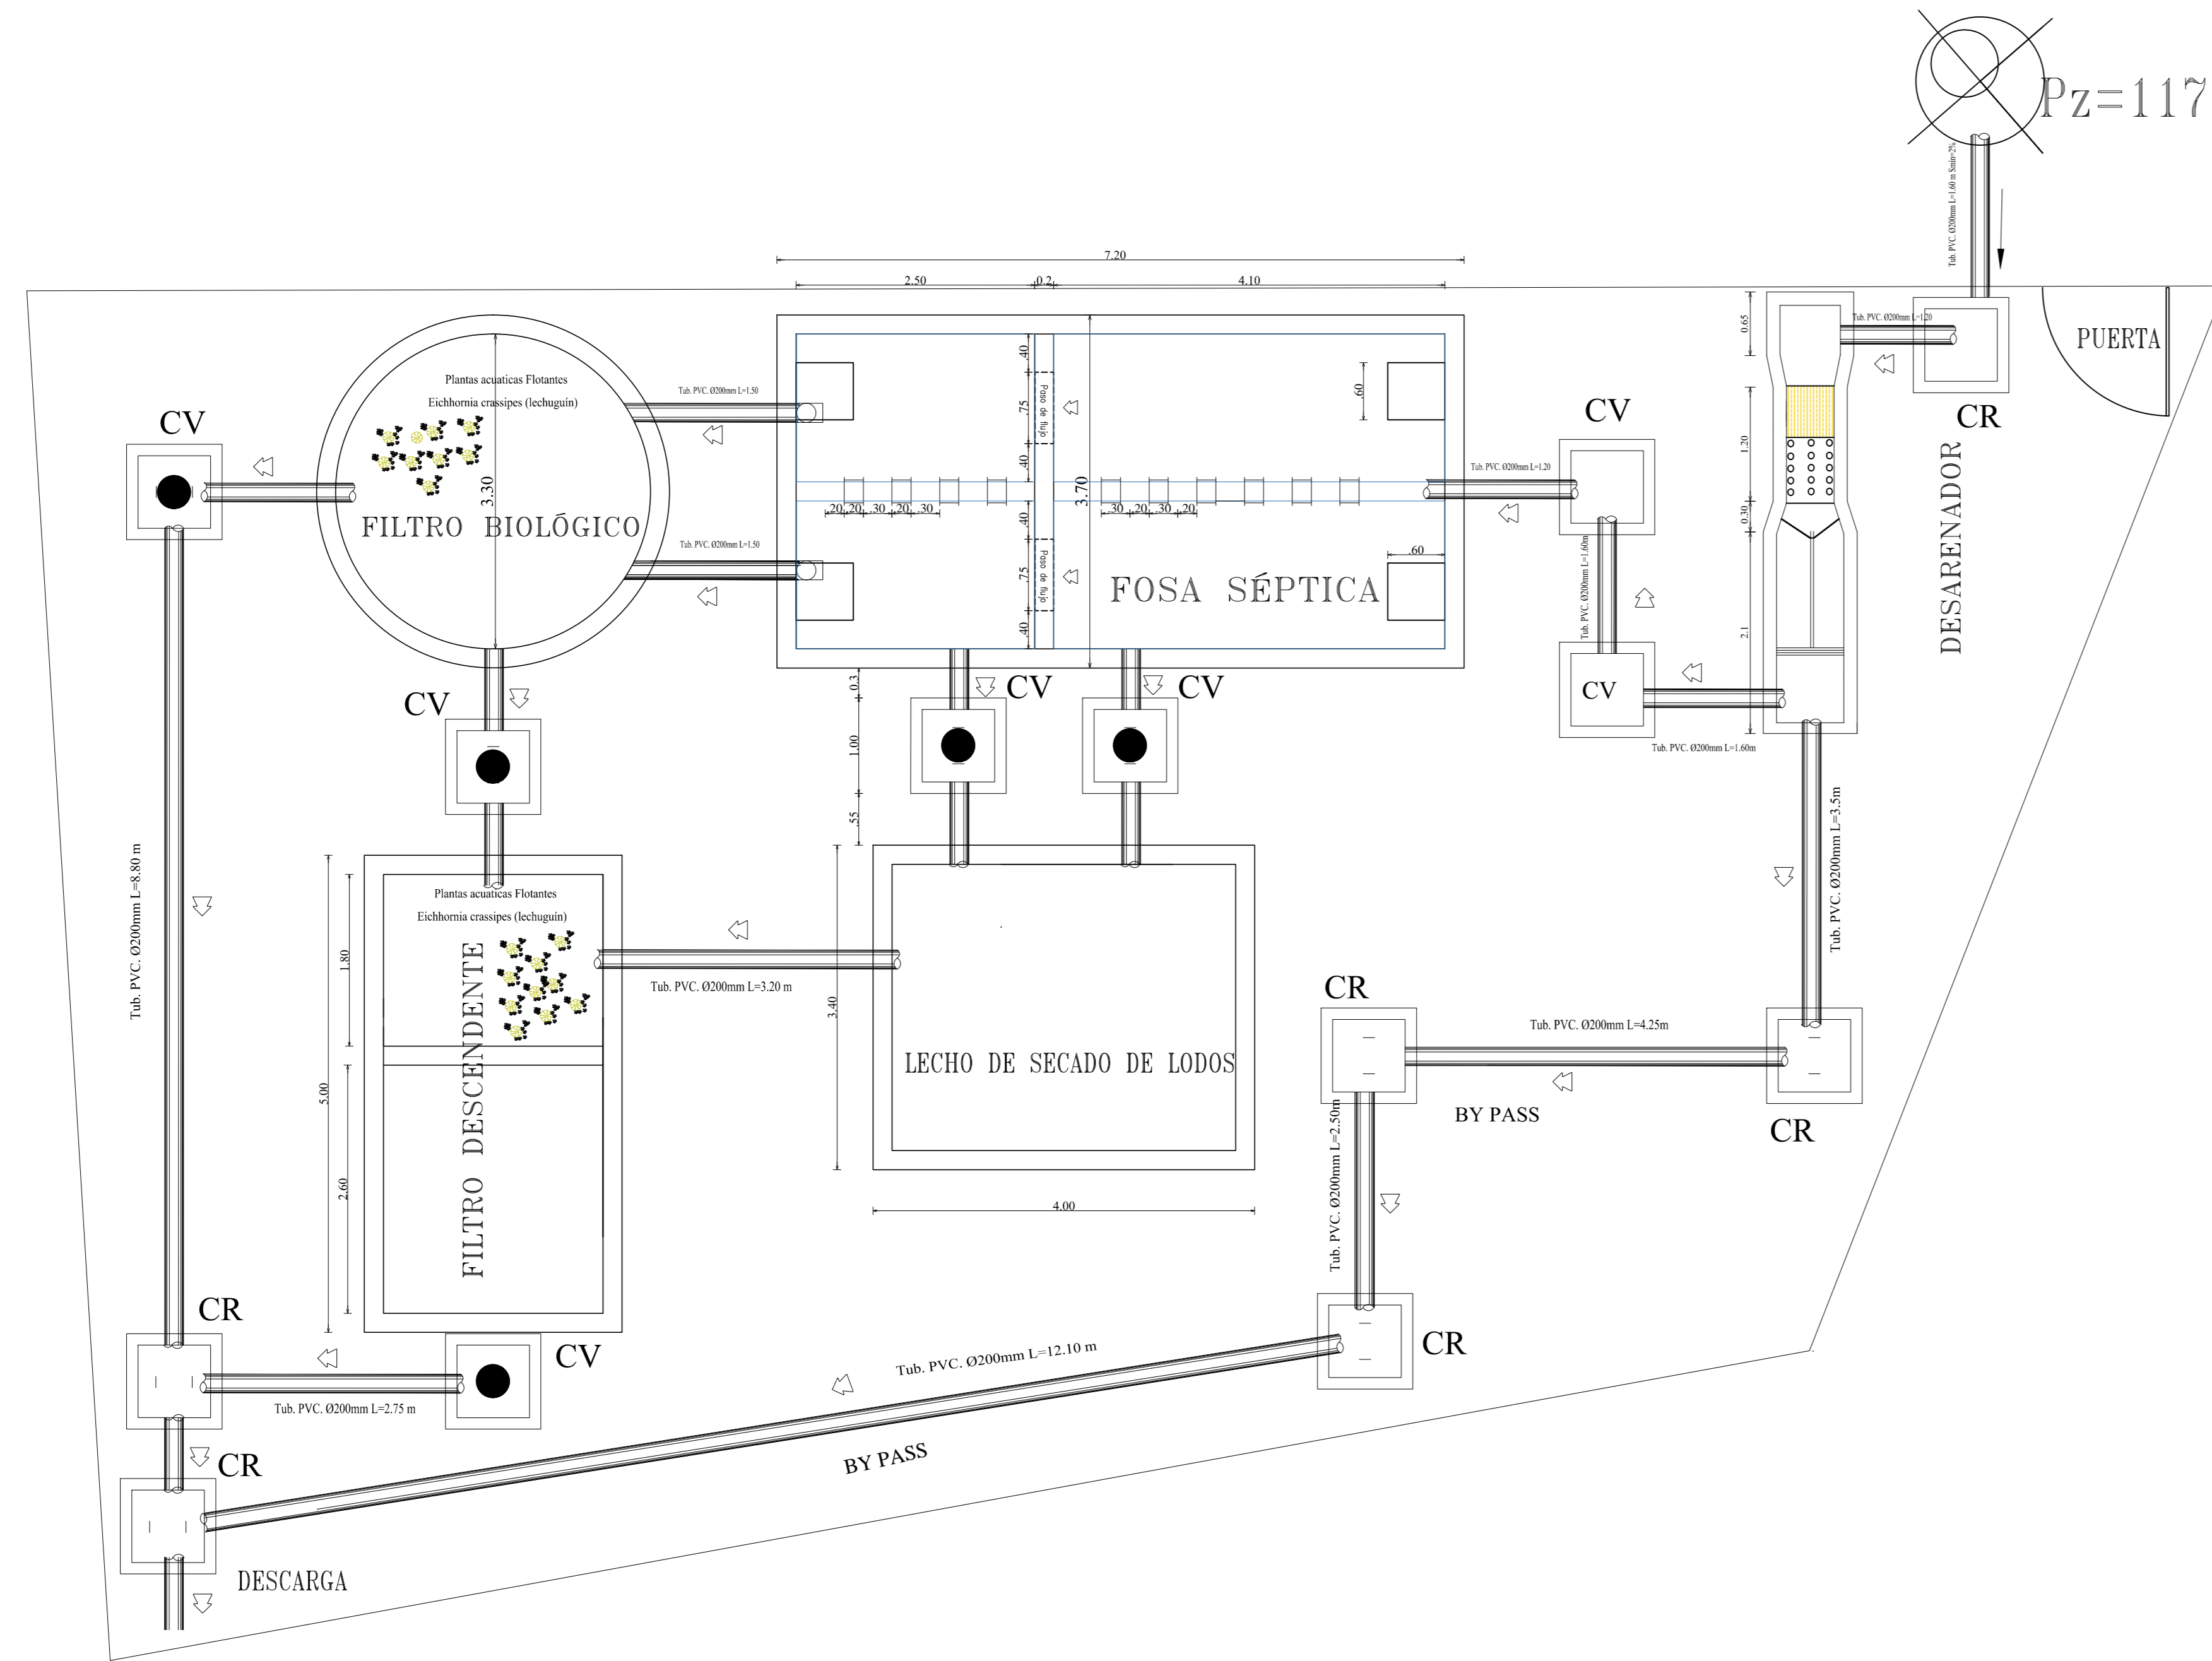 Pz=117
Tub. PVC. Ø200mm L=1.60 m Smin=2%
7.20
2.50
0.2
4.10
0.65
Tub. PVC. Ø200mm L=1.20
PUERTA
CR
DESARENADOR
1.20
0.30
2.1
Plantas acuaticas Flotantes
Eichhornia crassipes (lechuguín)
3.30
FILTRO BIOLÓGICO
CV
Tub. PVC. Ø200mm L=1.50
Tub. PVC. Ø200mm L=1.50
.40
.75
.40
.40
.75
.40
Paso de flujo
Paso de flujo
3.70
.60
.60
.20
.20
.30
.20
.30
.30
.20
.30
.20
FOSA SÉPTICA
Tub. PVC. Ø200mm L=1.20
CV
Tub. PVC. Ø200mm L=1.60m
CV
Tub. PVC. Ø200mm L=1.60m
CV
CV
CV
0.3
1.00
.55
Tub. PVC. Ø200mm L=8.80 m
Plantas acuaticas Flotantes
Eichhornia crassipes (lechuguín)
1.80
5.00
2.60
FILTRO DESCENDENTE
Tub. PVC. Ø200mm L=3.20 m
3.40
LECHO DE SECADO DE LODOS
4.00
Tub. PVC. Ø200mm L=3.5m
CR
Tub. PVC. Ø200mm L=4.25m
BY PASS
CR
Tub. PVC. Ø200mm L=2.50m
CR
Tub. PVC. Ø200mm L=12.10 m
BY PASS
CR
CV
Tub. PVC. Ø200mm L=2.75 m
CR
DESCARGA